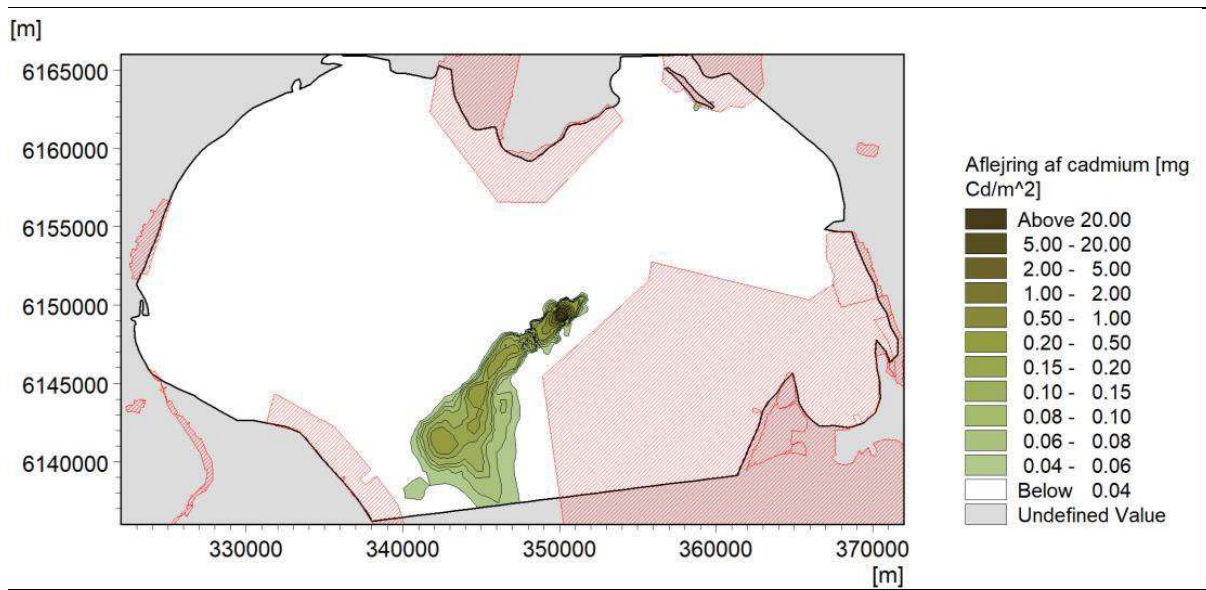 [m]
6165000
6160000
6155000
6150000
6145000
6140000
330000 340000 350000 360000 370000
[m]
Aflejring af cadmium [mg
Cd/m^2]
Above 20.00
5.00 - 20.00
2.00 - 5.00
1.00 - 2.00
0.50 - 1.00
0.20 - 0.50
0.15 - 0.20
0.10 - 0.15
0.08 - 0.10
0.06 - 0.08
0.04 - 0.06
Below 0.04
Undefined Value